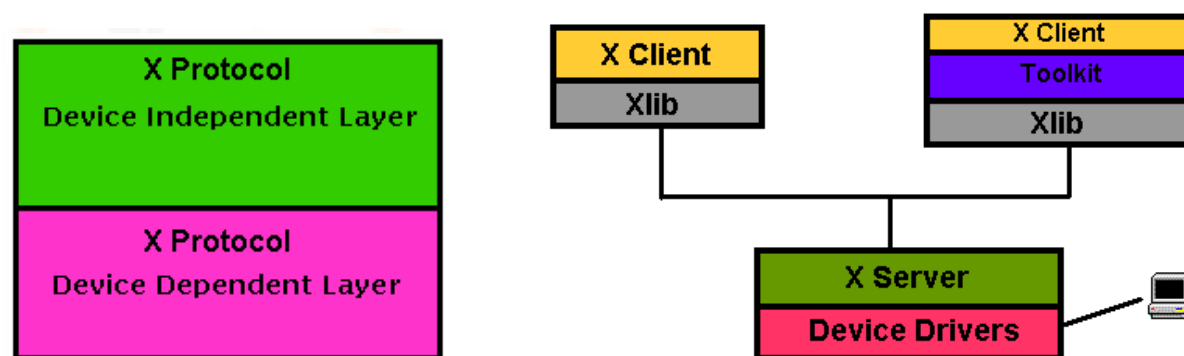 X Protocol
Device Independent Layer
X Protocol
Device Dependent Layer
X Client
Xlib
X Client
Toolkit
Xlib
X Server
Device Drivers